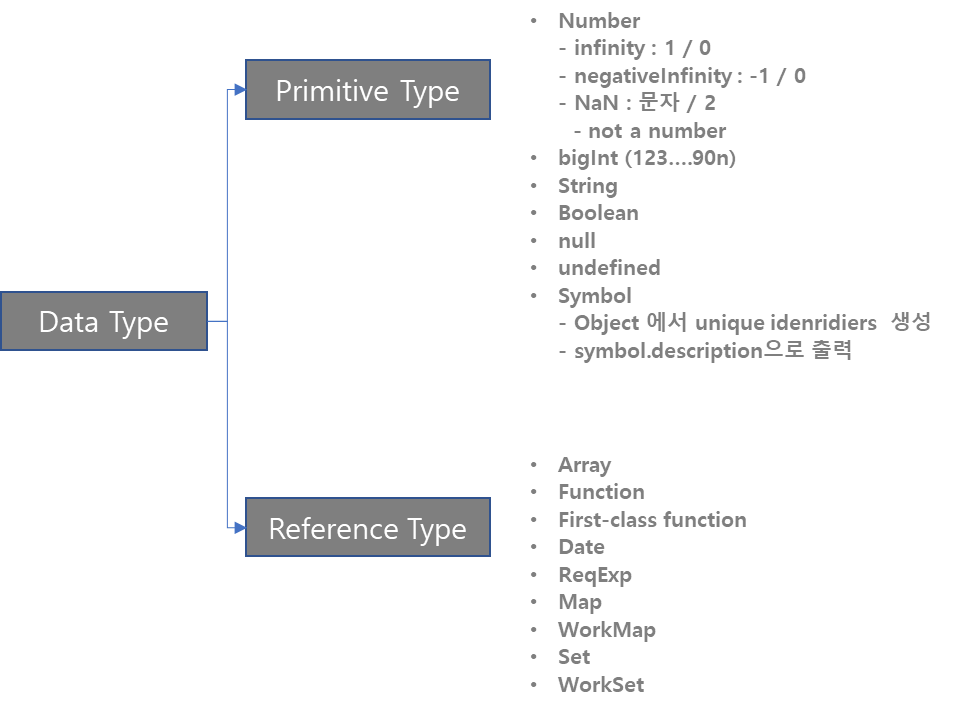 Data Type
Primitive Type
• Number
- infinity : 1 / 0
- negativeInfinity : -1 / 0
- NaN : 문자 / 2
- not a number
• bigInt (123....90n)
• String
• Boolean
• null
• undefined
• Symbol
- Object 에서 unique idenridiers 생성
- symbol.description으로 출력
Reference Type
• Array
• Function
• First-class function
• Date
• ReqExp
• Map
• WorkMap
• Set
• WorkSet